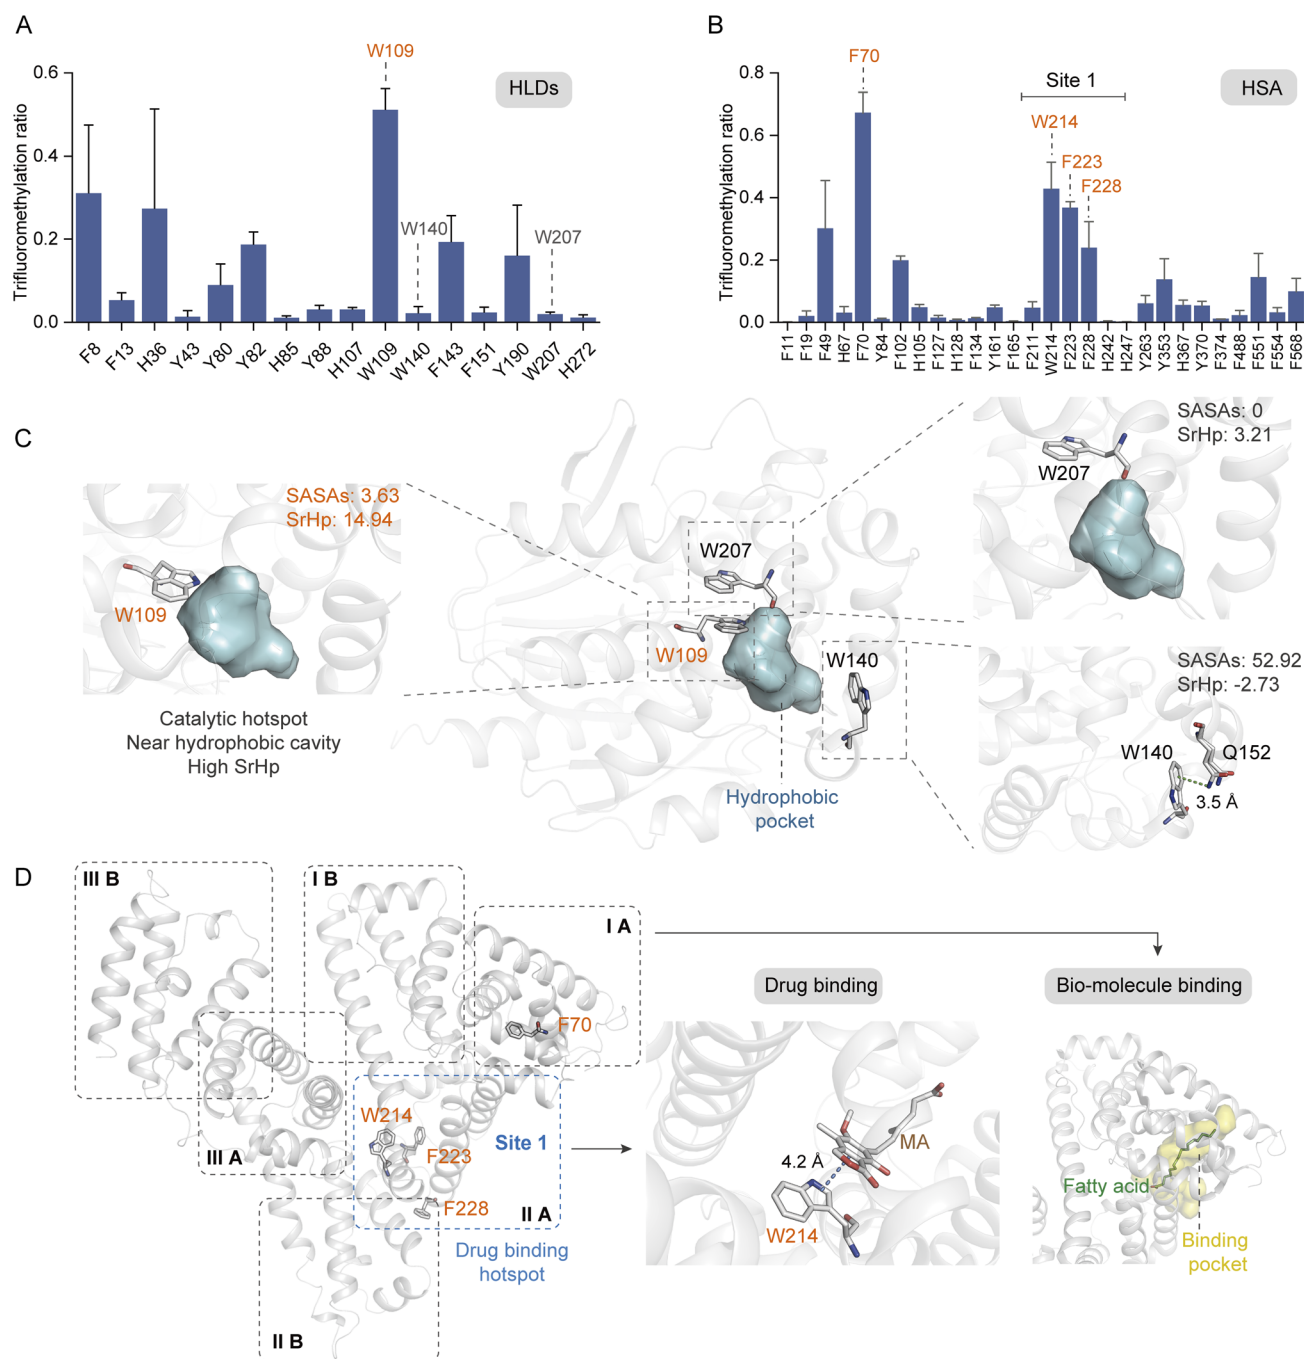 A
W109
HLDs
Trifluoromethylation ratio
0.6
0.4
0.2
0.0
W140
W207
F8
F13
H36
Y43
Y80
Y82
H85
Y88
H107
W109
W140
F143
F151
Y190
W207
H272
B
F70
Site 1
HSA
W214
F223
F228
Trifluoromethylation ratio
0.8
0.6
0.4
0.2
0.0
F11
F19
F49
H67
F70
Y84
F102
H105
F127
H128
F134
Y161
F165
F211
W214
F223
F228
H242
H247
Y263
Y353
H367
Y370
F374
F488
F551
F554
F568
C
SASAs: 3.63
SrHp: 14.94
W109
Catalytic hotspot
Near hydrophobic cavity
High SrHp
W207
W109
W140
Hydrophobic
pocket
SASAs: 0
SrHp: 3.21
W207
SASAs: 52.92
SrHp: -2.73
W140
Q152
3.5 Å
D
III B
I B
I A
F70
W214
F223
Site 1
III A
F228
II A
Drug binding
hotspot
II B
Drug binding
MA
4.2 Å
W214
Bio-molecule binding
Fatty acid
Binding
pocket